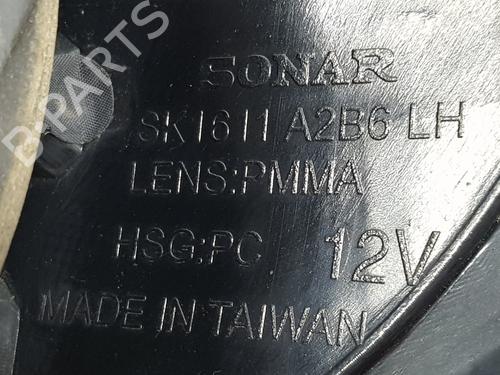 SONAR
SK1611 A2B6 LH
LENS:PMMA
HSG:PC 12V
MADE IN TAIWAN
B-PARTS